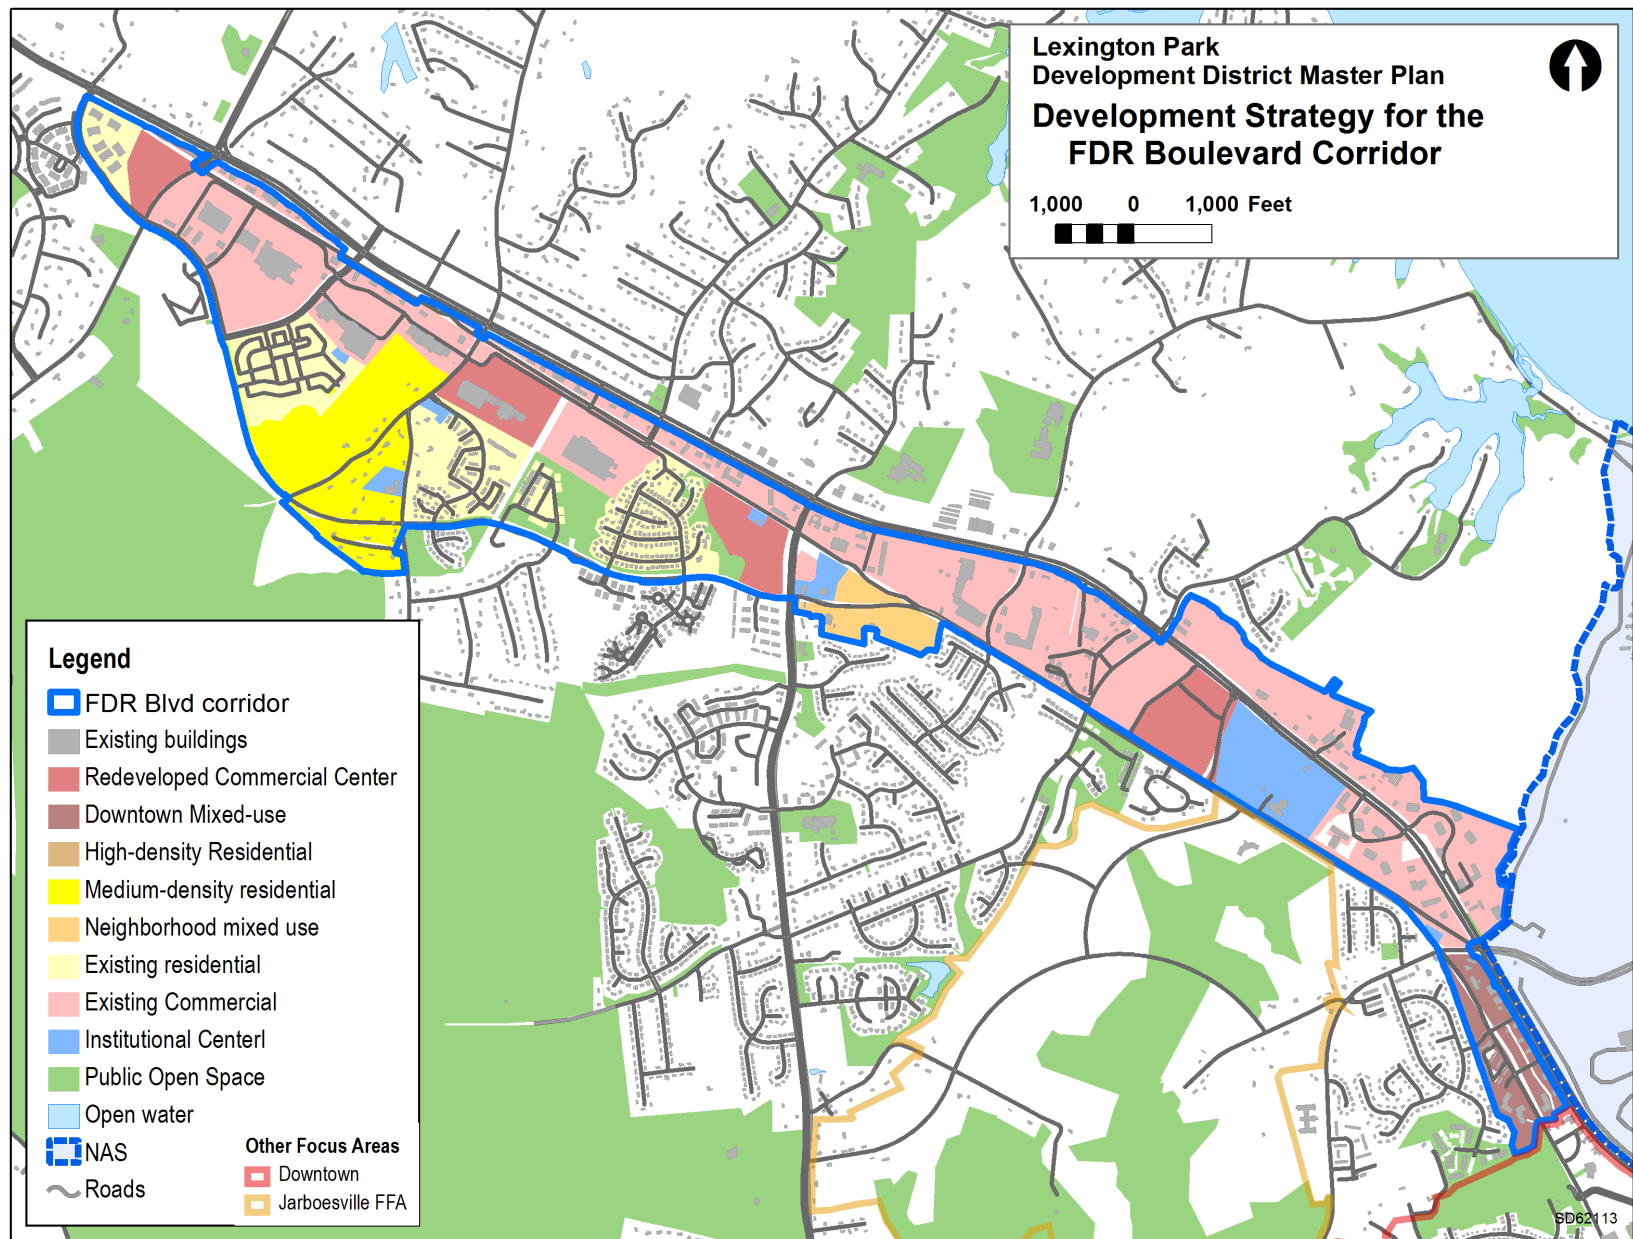 Lexington Park
Development District Master Plan
Development Strategy for the
FDR Boulevard Corridor
1,000 0 1,000 Feet
Legend
FDR Blvd corridor
Existing buildings
Redeveloped Commercial Center
Downtown Mixed-use
High-density Residential
Medium-density residential
Neighborhood mixed use
Existing residential
Existing Commercial
Institutional Centerl
Public Open Space
Open water
NAS
Roads
Other Focus Areas
Downtown
Jarboesville FFA
SD62113